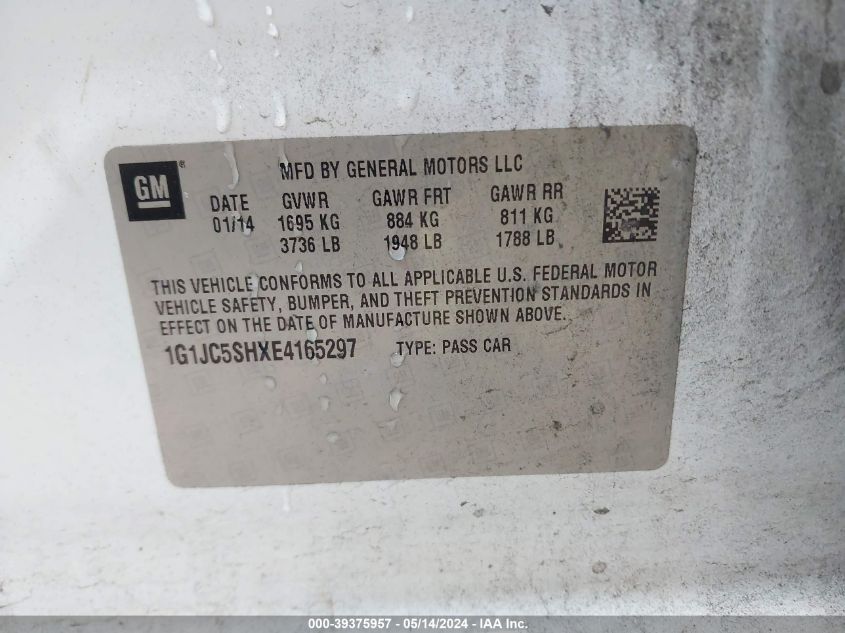 GM®
MFD BY GENERAL MOTORS LLC
DATE GVWR GAWR FRT GAWR RR
01/14 1695 KG 884 KG 811 KG
3736 LB 1948 LB 1788 LB
THIS VEHICLE CONFORMS TO ALL APPLICABLE U.S. FEDERAL MOTOR
VEHICLE SAFETY, BUMPER, AND THEFT PREVENTION STANDARDS IN
EFFECT ON THE DATE OF MANUFACTURE SHOWN ABOVE.
1G1JC5SHXE4165297 TYPE: PASS CAR
000-39375957 - 05/14/2024 - IAA Inc.